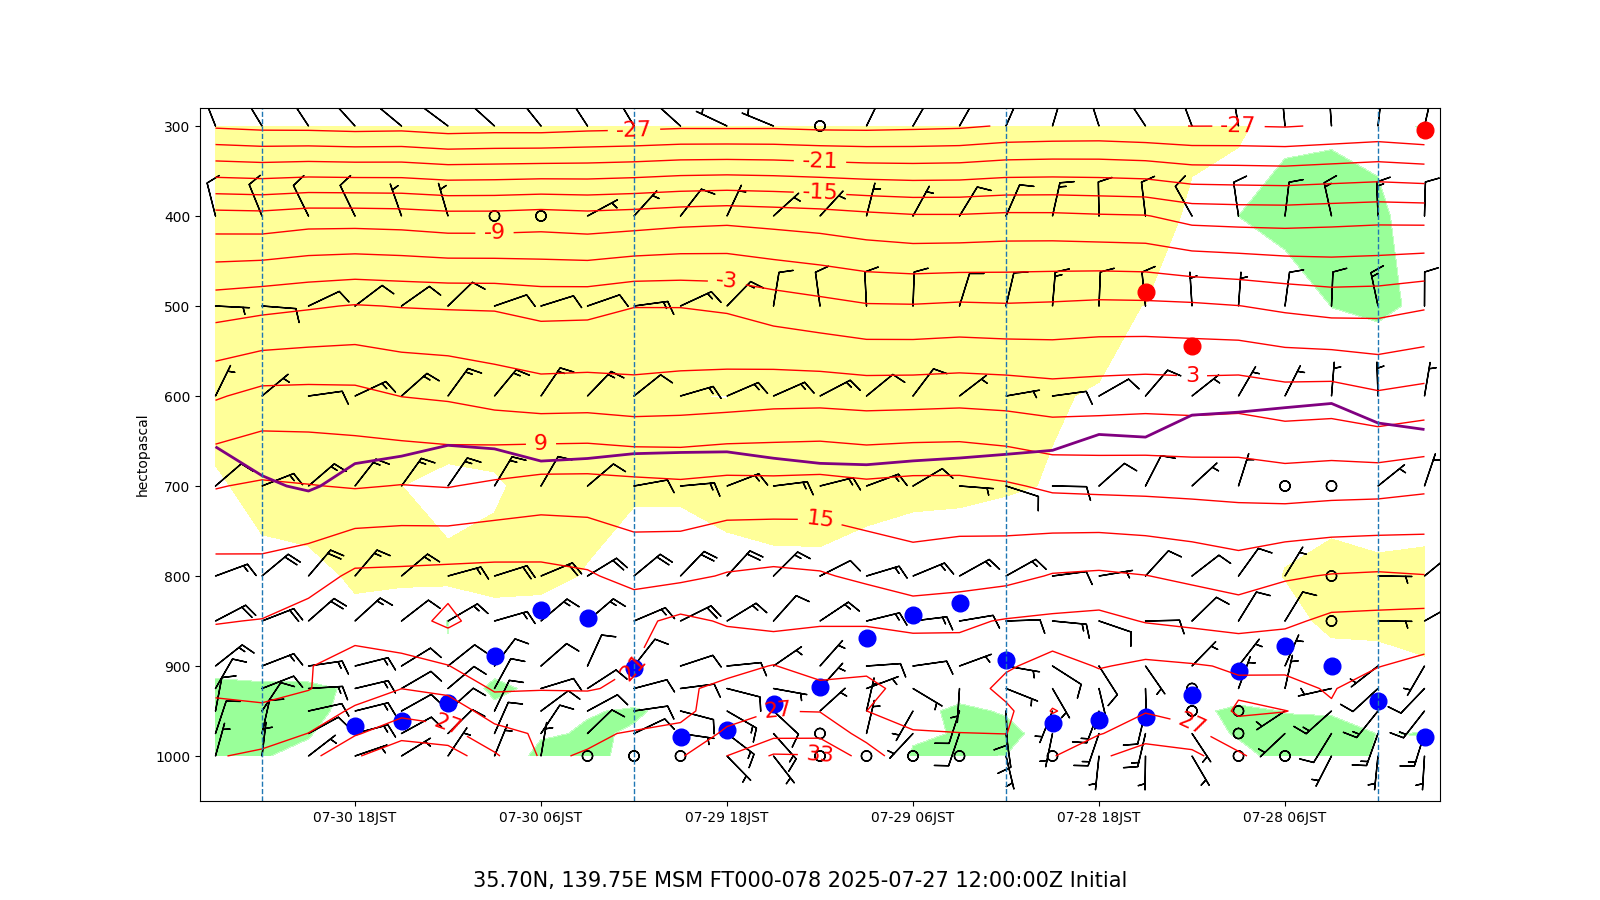 300
400
500
600
700
800
900
1000
hectopascal
-27
-27
-21
-15
-9
-3
3
9
15
27
27
27
33
07-30 18JST
07-30 06JST
07-29 18JST
07-29 06JST
07-28 18JST
07-28 06JST
35.70N, 139.75E MSM FT000-078 2025-07-27 12:00:00Z Initial